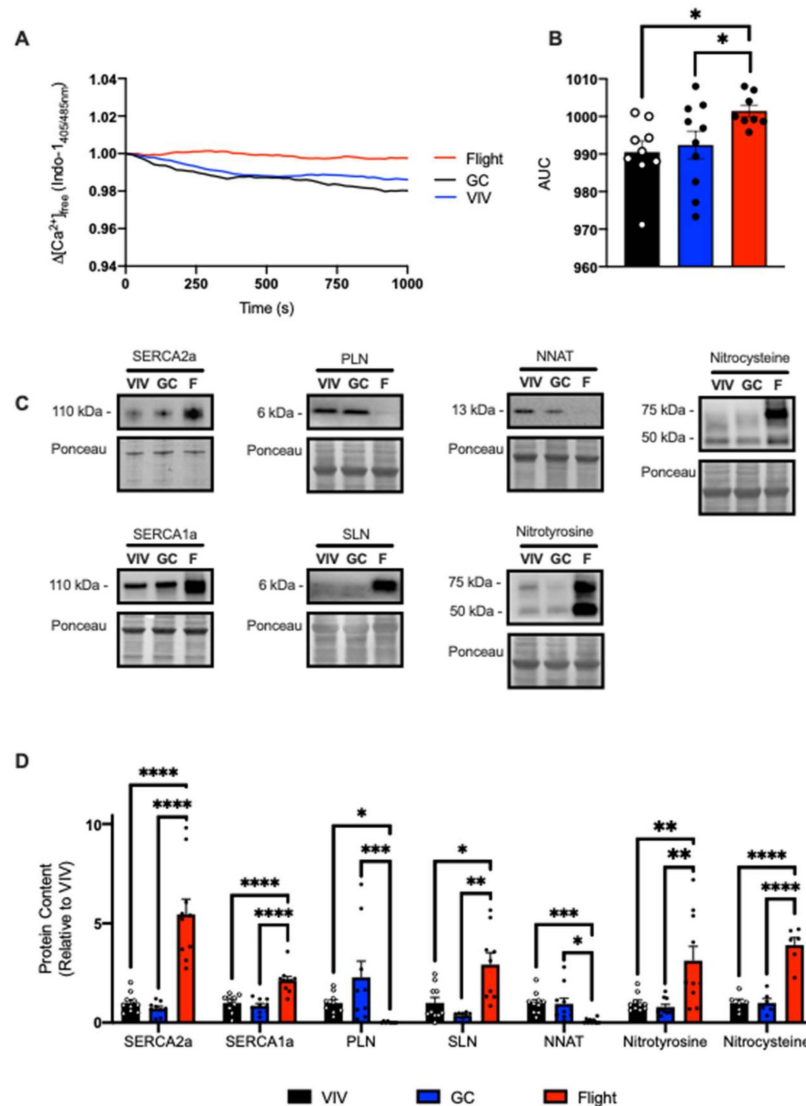 A
Δ[Ca²⁺]free (Indo-1 405/485nm)
1.04
1.02
1.00
0.98
0.96
0.94
0
250
500
750
1000
Time (s)
Flight
GC
VIV
B
*
*
AUC
1010
1000
990
980
970
960
C
SERCA2a
VIV GC F
110 kDa -
Ponceau
PLN
VIV GC F
6 kDa -
Ponceau
NNAT
VIV GC F
13 kDa -
Ponceau
Nitrocysteine
VIV GC F
75 kDa -
50 kDa -
Ponceau
SERCA1a
VIV GC F
110 kDa -
Ponceau
SLN
VIV GC F
6 kDa -
Ponceau
Nitrotyrosine
VIV GC F
75 kDa -
50 kDa -
Ponceau
D
Protein Content
(Relative to VIV)
10
5
0
****
****
****
****
*
***
*
**
***
*
**
**
****
****
SERCA2a
SERCA1a
PLN
SLN
NNAT
Nitrotyrosine
Nitrocysteine
VIV
GC
Flight